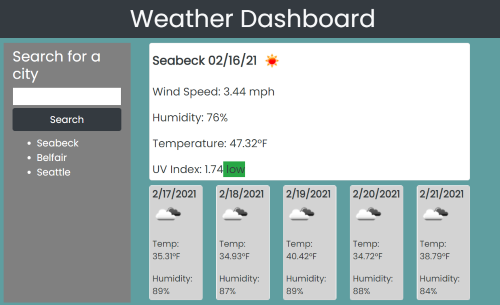 Weather Dashboard
Search for a
city
Search
Seabeck
Belfair
Seattle
Seabeck 02/16/21
Wind Speed: 3.44 mph
Humidity: 76%
Temperature: 47.32°F
UV Index: 1.74 low
2/17/2021
Temp:
35.31°F
Humidity:
89%
2/18/2021
Temp:
34.93°F
Humidity:
87%
2/19/2021
Temp:
40.42°F
Humidity:
89%
2/20/2021
Temp:
34.72°F
Humidity:
88%
2/21/2021
Temp:
38.79°F
Humidity:
84%